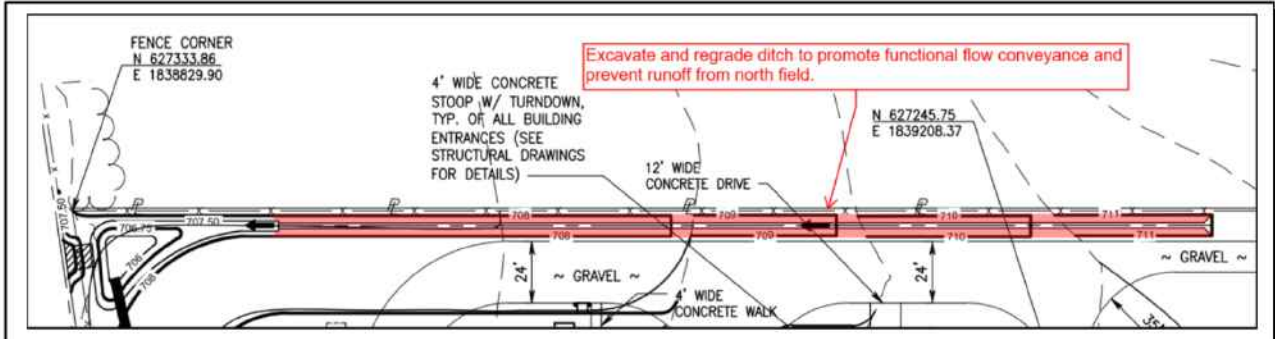 FENCE CORNER
N 627333.86
E 1838829.90
4' WIDE CONCRETE
STOOP W/ TURNDOWN,
TYP. OF ALL BUILDING
ENTRANCES (SEE
STRUCTURAL DRAWINGS
FOR DETAILS)
Excavate and regrade ditch to promote functional flow conveyance and
prevent runoff from north field.
N 627245.75
E 1839208.37
12' WIDE
CONCRETE DRIVE
707.50
707.50
708
709
710
711
706.75
706
708
708
709
710
711
24'
~ GRAVEL ~
24'
~ GRAVEL ~
4' WIDE
CONCRETE WALK
35'